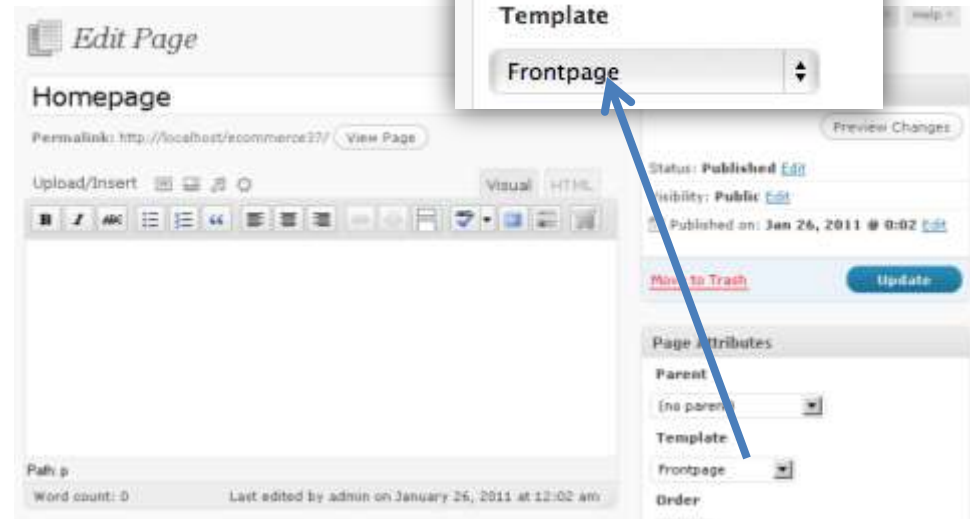 Template
Frontpage
Help
Edit Page
Homepage
Permalink: http://localhost/ecommerce37/ View Page
Preview Changes
Upload/Insert
Visual HTML
Status: Published Edit
Visibility: Public Edit
Published on: Jan 26, 2011 @ 0:02 Edit
B I ABC
Move to Trash
Update
Page Attributes
Parent
(no parent)
Template
Frontpage
Order
Path: p
Word count: 0 Last edited by admin on January 26, 2011 at 12:02 am